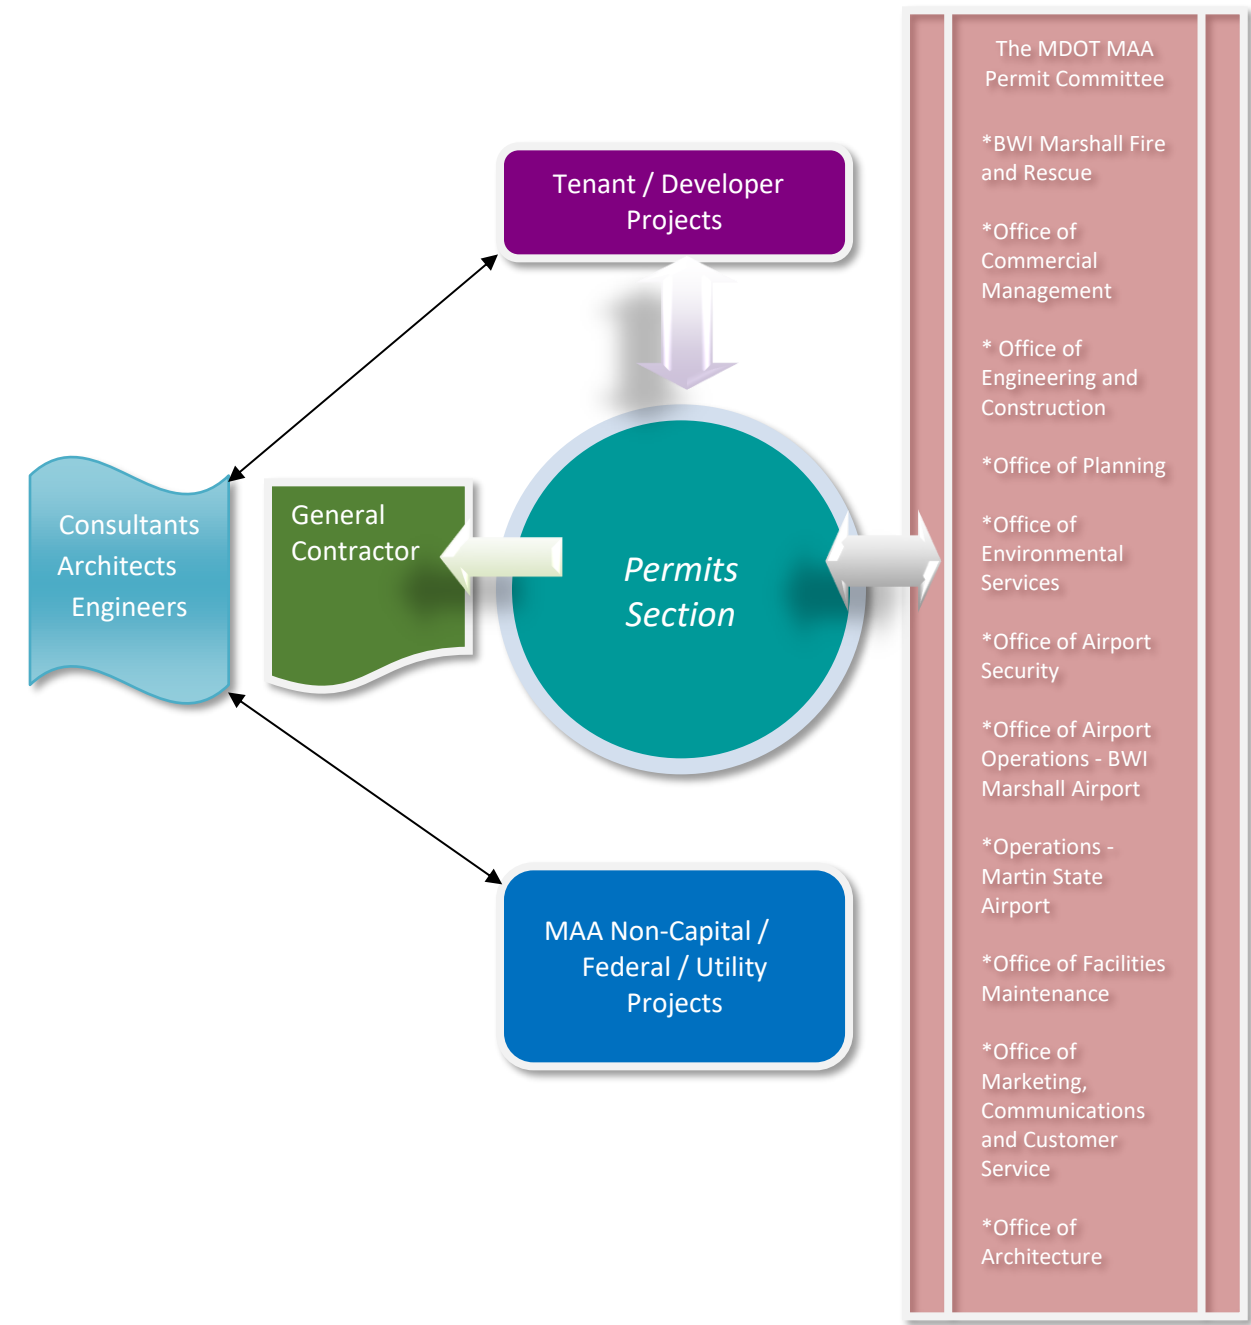 The MDOT MAA
Permit Committee
*BWI Marshall Fire
and Rescue
*Office of
Commercial
Management
* Office of
Engineering and
Construction
*Office of Planning
*Office of
Environmental
Services
*Office of Airport
Security
*Office of Airport
Operations - BWI
Marshall Airport
*Operations -
Martin State
Airport
*Office of Facilities
Maintenance
*Office of
Marketing,
Communications
and Customer
Service
*Office of
Architecture
Tenant / Developer
Projects
Consultants
Architects
Engineers
General
Contractor
Permits
Section
MAA Non-Capital /
Federal / Utility
Projects